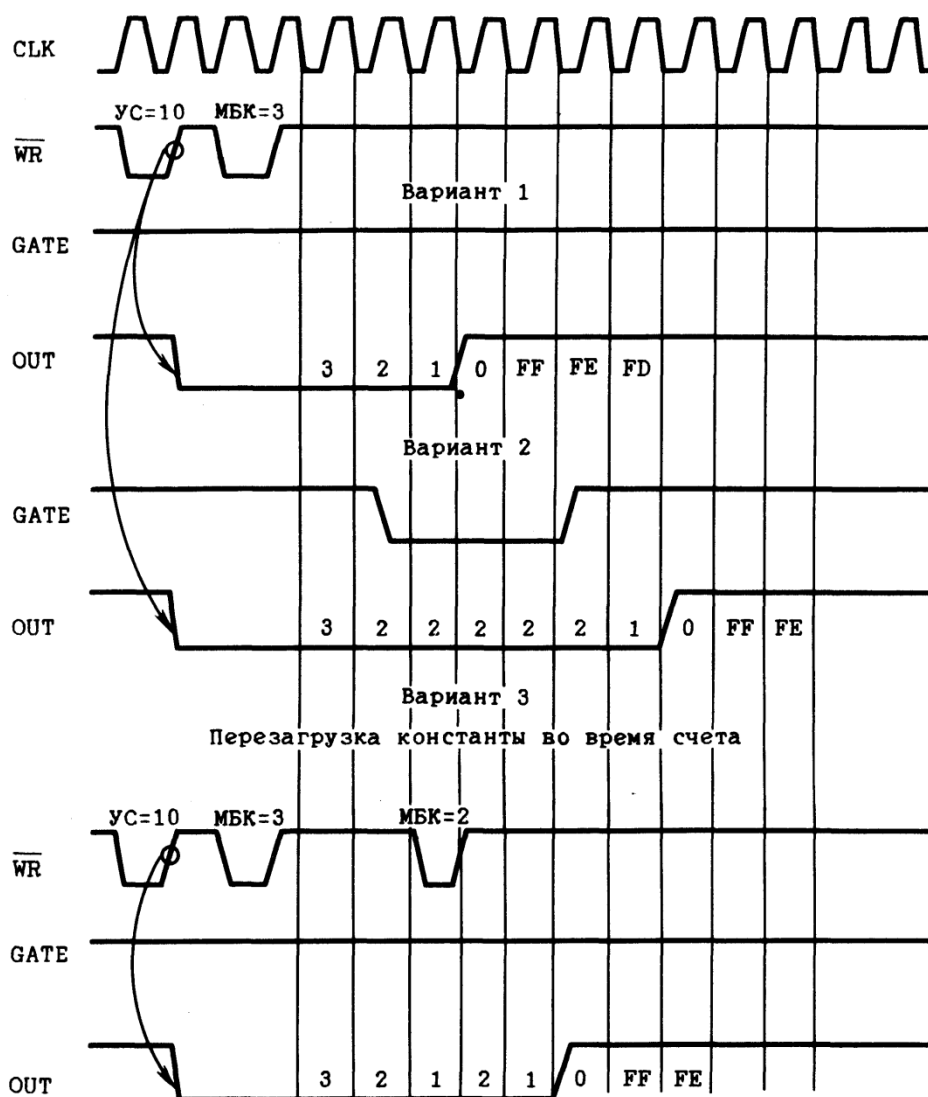 CLK
УС=10 МБК=3
WR
Вариант 1
GATE
OUT
3 2 1 0 FF FE FD
Вариант 2
GATE
OUT
3 2 2 2 2 2 1 0 FF FE
Вариант 3
Перезагрузка константы во время счета
УС=10 МБК=3 МБК=2
WR
GATE
OUT
3 2 1 2 1 0 FF FE